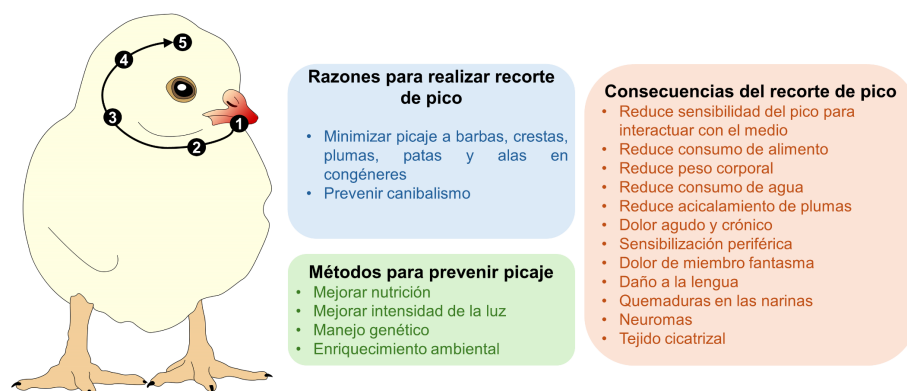 5
4
3
2
1
Razones para realizar recorte
de pico
• Minimizar picaje a barbas, crestas,
plumas, patas y alas en
congéneres
• Prevenir canibalismo
Métodos para prevenir picaje
• Mejorar nutrición
• Mejorar intensidad de la luz
• Manejo genético
• Enriquecimiento ambiental
Consecuencias del recorte de pico
• Reduce sensibilidad del pico para
interactuar con el medio
• Reduce consumo de alimento
• Reduce peso corporal
• Reduce consumo de agua
• Reduce acicalamiento de plumas
• Dolor agudo y crónico
• Sensibilización periférica
• Dolor de miembro fantasma
• Daño a la lengua
• Quemaduras en las narinas
• Neuromas
• Tejido cicatrizal